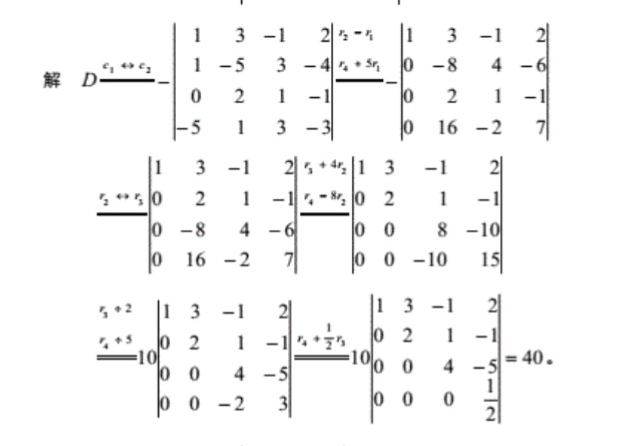 | 1 3 −1 2 | r₂ − r₁ | 1 3 −1 2 |
解 D c₁ ↔ c₂ = − | 1 −5 3 −4 | r₄ + 5r₁ = − | 0 −8 4 −6 |
| 0 2 1 −1 | | 0 2 1 −1 |
| −5 1 3 −3 | | 0 16 −2 7 |
| 1 3 −1 2 | r₃ + 4r₂ | 1 3 −1 2 |
r₂ ↔ r₃ = | 0 2 1 −1 | r₄ − 8r₂ = | 0 2 1 −1 |
| 0 −8 4 −6 | | 0 0 8 −10 |
| 0 16 −2 7 | | 0 0 −10 15 |
r₃ ÷ 2 | 1 3 −1 2 | | 1 3 −1 2 |
r₄ ÷ 5 = 10 | 0 2 1 −1 | r₄ + 1/2 r₃ = 10 | 0 2 1 −1 |
| 0 0 4 −5 | | 0 0 4 −5 | = 40。
| 0 0 −2 3 | | 0 0 0 1/2 |